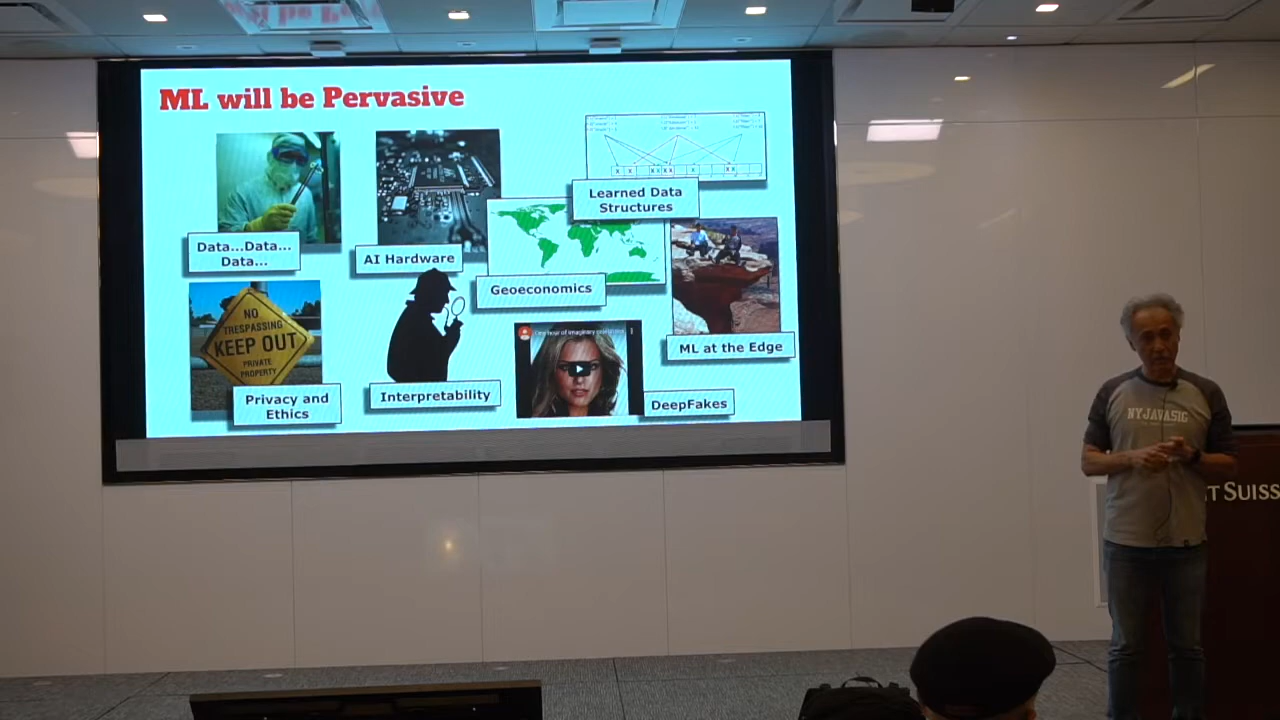 ML will be Pervasive
Data...Data...
Data...
AI Hardware
Learned Data
Structures
Geoeconomics
ML at the Edge
NO
TRESPASSING
KEEP OUT
PRIVATE
PROPERTY
Privacy and
Ethics
Interpretability
DeepFakes
NYJAVASIG
T SUISS